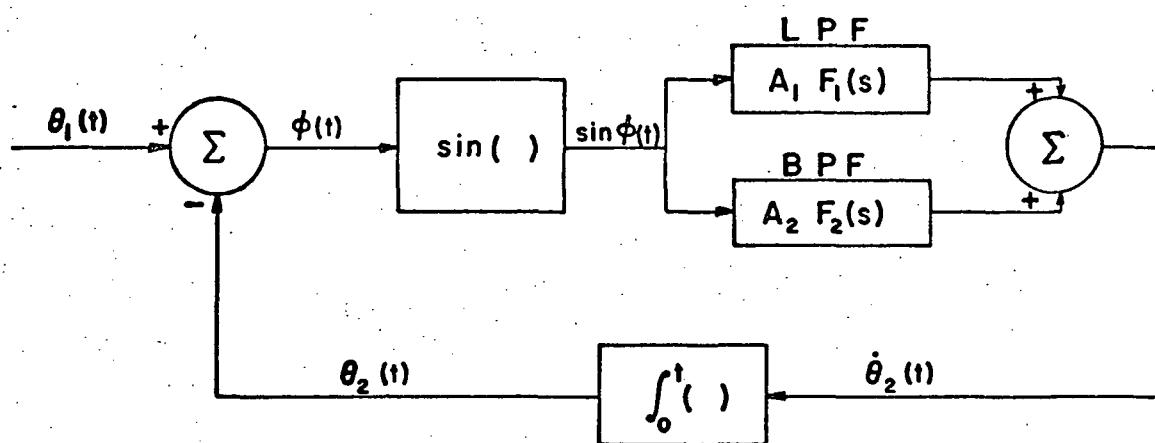 L P F
A₁ F₁(s)
θ₁(t)
+
Σ
-
ϕ(t)
sin( )
sin ϕ(t)
B P F
A₂ F₂(s)
+
Σ
+
θ₂(t)
∫₀ᵗ( )
θ̇₂(t)